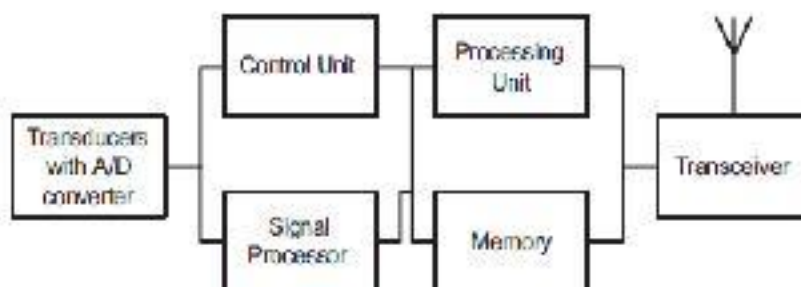 Transducers
with A/D
converter
Control Unit
Signal
Processor
Processing
Unit
Memory
Transceiver